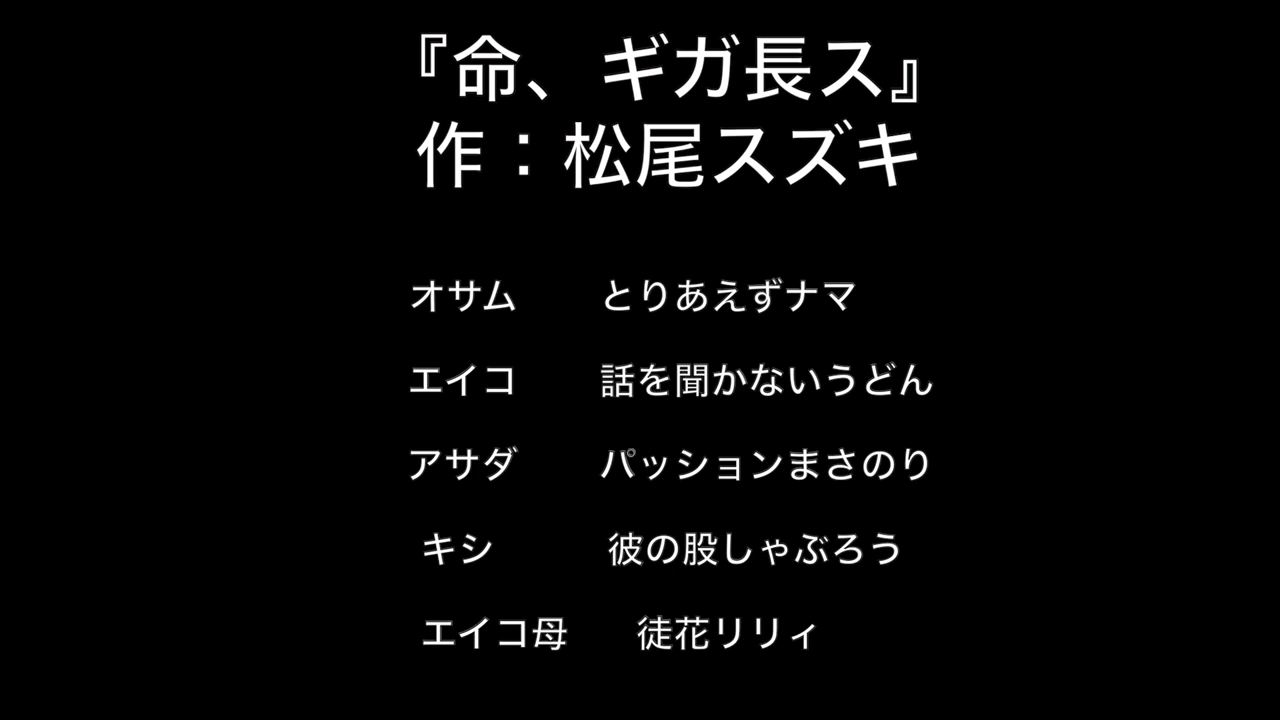 『命、ギガ長ス』
作：松尾スズキ
オサム　　とりあえずナマ
エイコ　　話を聞かないうどん
アサダ　　パッションまさのり
キシ　　　彼の股しゃぶろう
エイコ母　　徒花リリィ